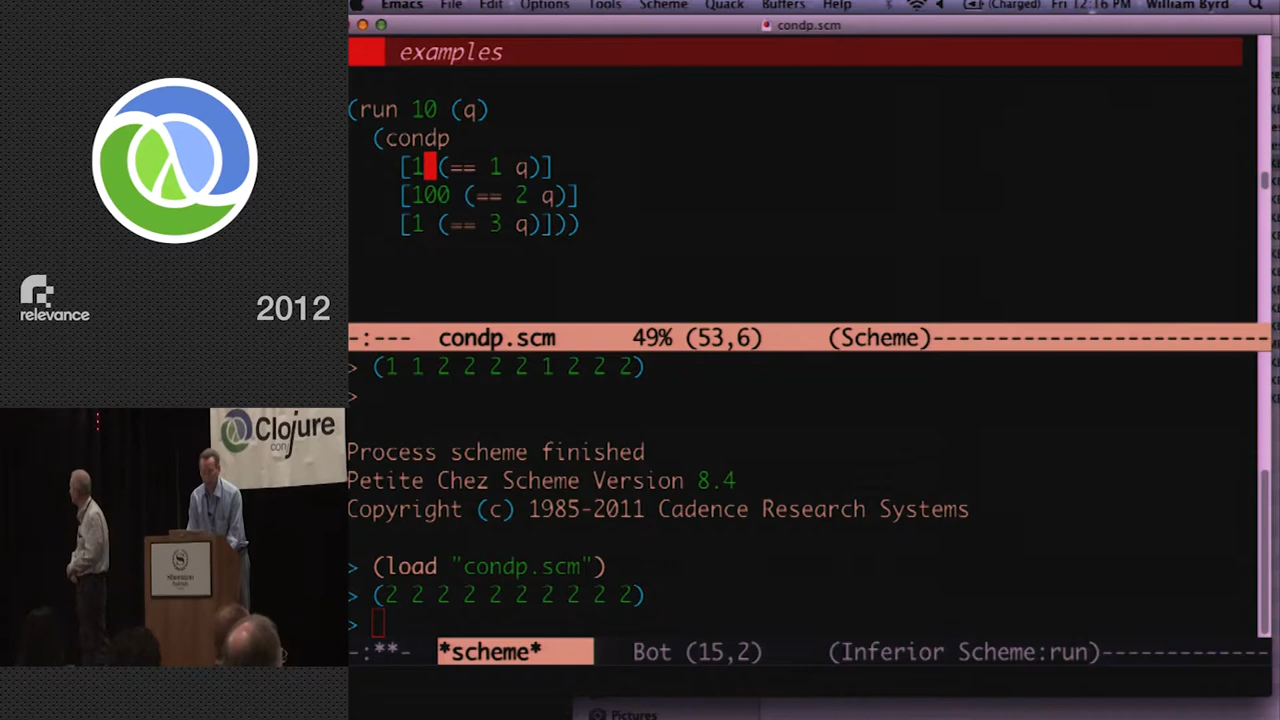 Emacs File Edit Options Tools Scheme Quack Buffers Help (Charged) Fri 12:16 PM William Byrd
condp.scm
examples
(run 10 (q)
(condp
[1 (== 1 q)]
[100 (== 2 q)]
[1 (== 3 q)]))
-:--- condp.scm 49% (53,6) (Scheme)--------------------------
> (1 1 2 2 2 2 1 2 2 2)
>
Process scheme finished
Petite Chez Scheme Version 8.4
Copyright (c) 1985-2011 Cadence Research Systems
> (load "condp.scm")
> (2 2 2 2 2 2 2 2 2 2)
>
-:**- *scheme* Bot (15,2) (Inferior Scheme:run)-------------
Pictures
relevance
2012
Clojure
conj